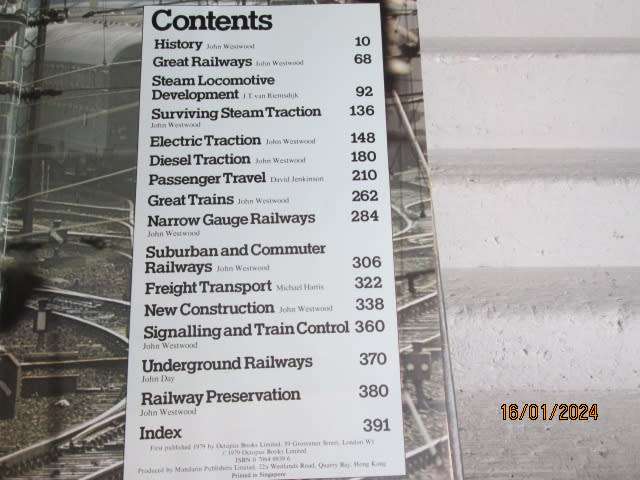 Contents
History John Westwood 10
Great Railways John Westwood 68
Steam Locomotive
Development J.T. van Riemsdijk 92
Surviving Steam Traction 136
John Westwood
Electric Traction John Westwood 148
Diesel Traction John Westwood 180
Passenger Travel David Jenkinson 210
Great Trains John Westwood 262
Narrow Gauge Railways 284
John Westwood
Suburban and Commuter
Railways John Westwood 306
Freight Transport Michael Harris 322
New Construction John Westwood 338
Signalling and Train Control 360
John Westwood
Underground Railways 370
John Day
Railway Preservation 380
John Westwood
Index 391
First published 1979 by Octopus Books Limited, 59 Grosvenor Street, London W1
© 1979 Octopus Books Limited
ISBN 0 7064
Produced by Mandarin Publishers Limited, 22a Westlands Road, Quarry Bay, Hong Kong
Printed in Singapore
16/01/2024